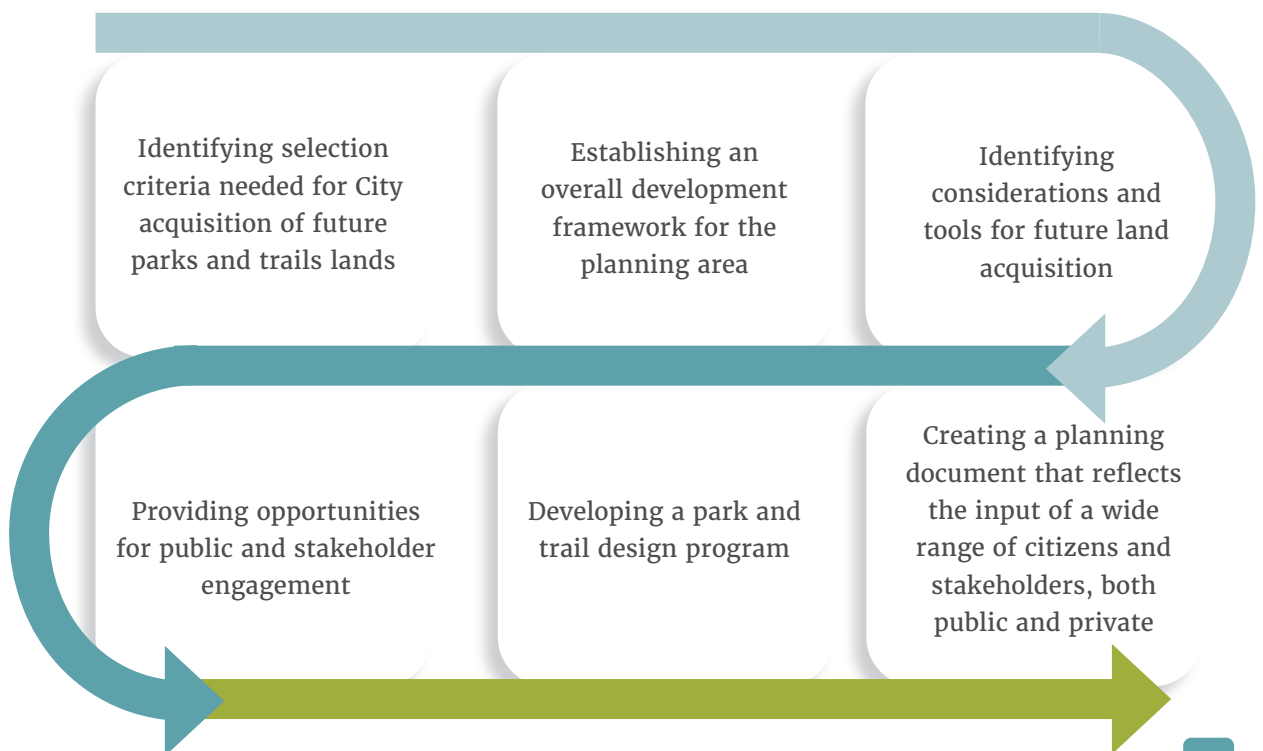 Identifying selection
criteria needed for City
acquisition of future
parks and trails lands
Establishing an
overall development
framework for the
planning area
Identifying
considerations and
tools for future land
acquisition
Providing opportunities
for public and stakeholder
engagement
Developing a park and
trail design program
Creating a planning
document that reflects
the input of a wide
range of citizens and
stakeholders, both
public and private